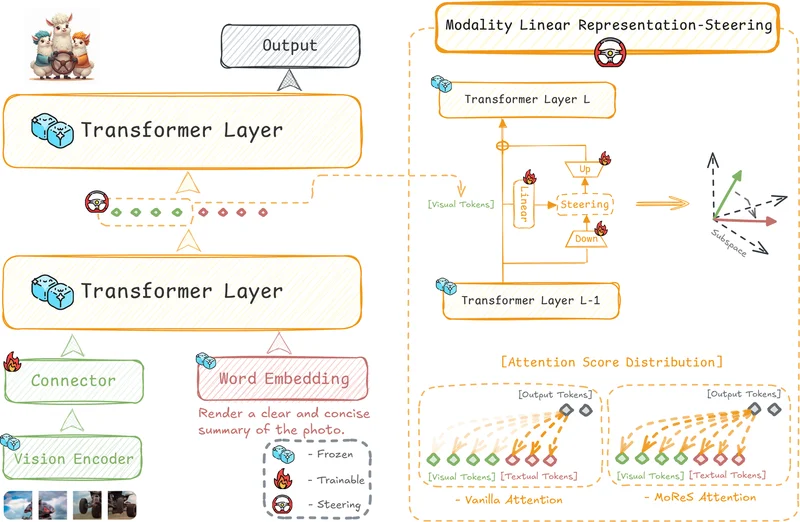 Output
Transformer Layer
Transformer Layer
Connector
Vision Encoder
Word Embedding
Render a clear and concise
summary of the photo.
- Frozen
- Trainable
- Steering
Modality Linear Representation-Steering
Transformer Layer L
[Visual Tokens]
Linear
Up
Steering
Down
Transformer Layer L-1
Subspace
[Attention Score Distribution]
[Output Tokens]
[Visual Tokens]
[Textual Tokens]
- Vanilla Attention
[Output Tokens]
[Visual Tokens]
[Textual Tokens]
- MoReS Attention